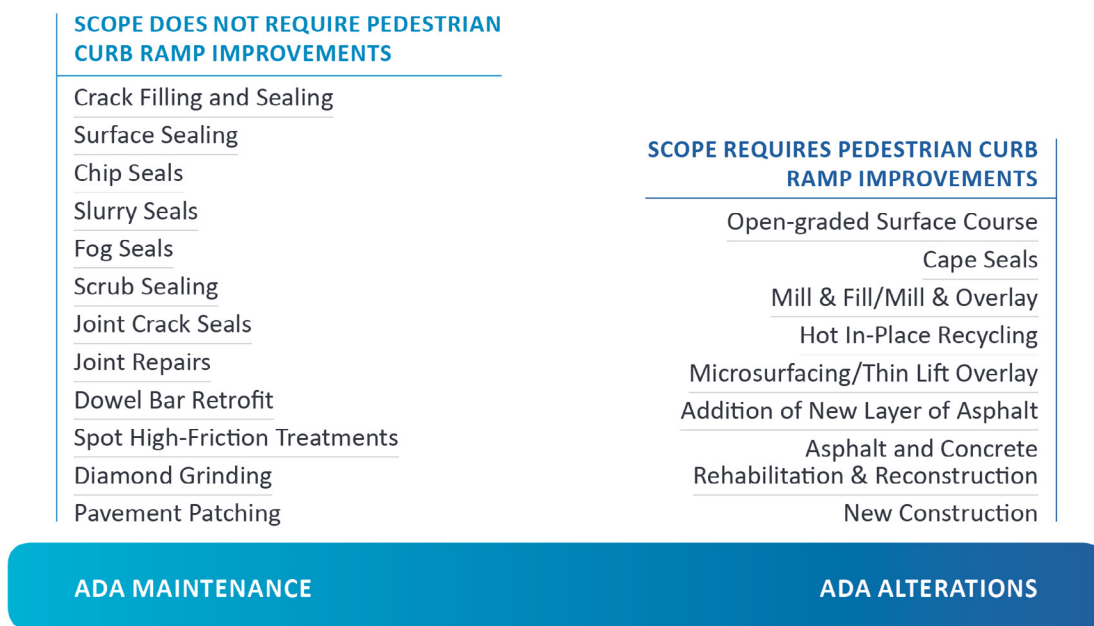 SCOPE DOES NOT REQUIRE PEDESTRIAN
CURB RAMP IMPROVEMENTS
Crack Filling and Sealing
Surface Sealing
Chip Seals
Slurry Seals
Fog Seals
Scrub Sealing
Joint Crack Seals
Joint Repairs
Dowel Bar Retrofit
Spot High-Friction Treatments
Diamond Grinding
Pavement Patching
SCOPE REQUIRES PEDESTRIAN CURB
RAMP IMPROVEMENTS
Open-graded Surface Course
Cape Seals
Mill & Fill/Mill & Overlay
Hot In-Place Recycling
Microsurfacing/Thin Lift Overlay
Addition of New Layer of Asphalt
Asphalt and Concrete
Rehabilitation & Reconstruction
New Construction
ADA MAINTENANCE
ADA ALTERATIONS